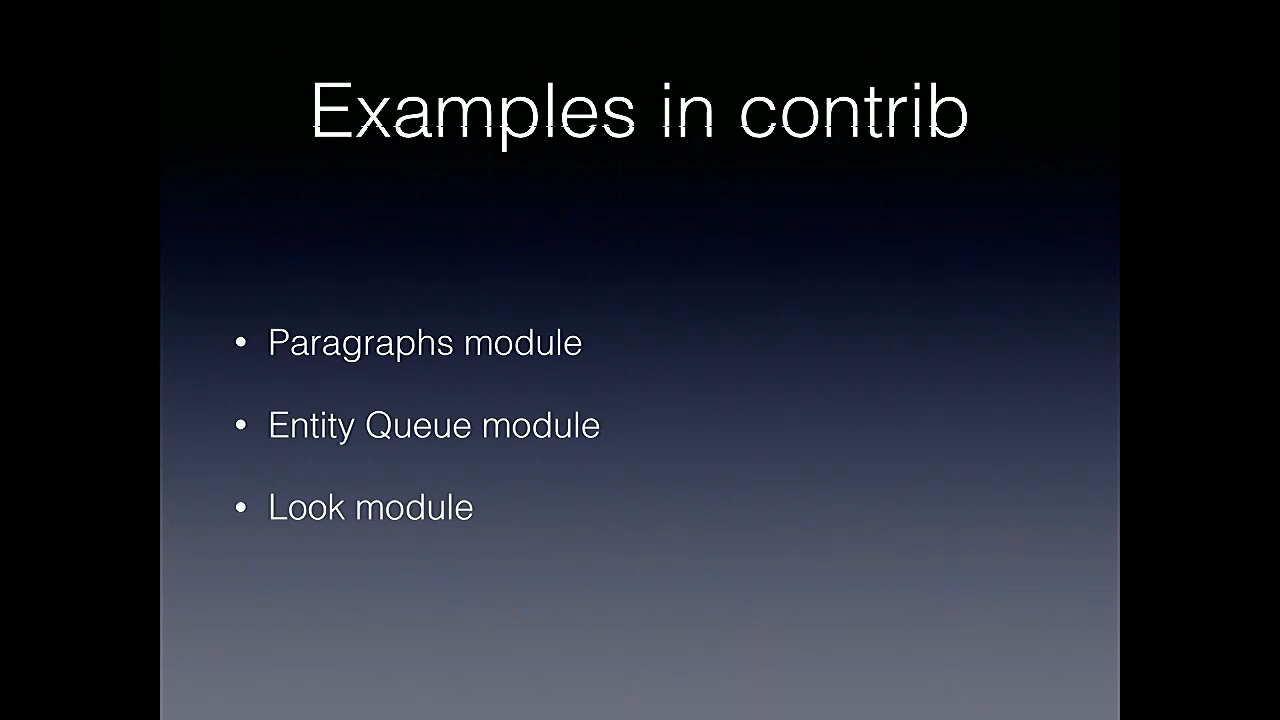 Examples in contrib
• Paragraphs module
• Entity Queue module
• Look module